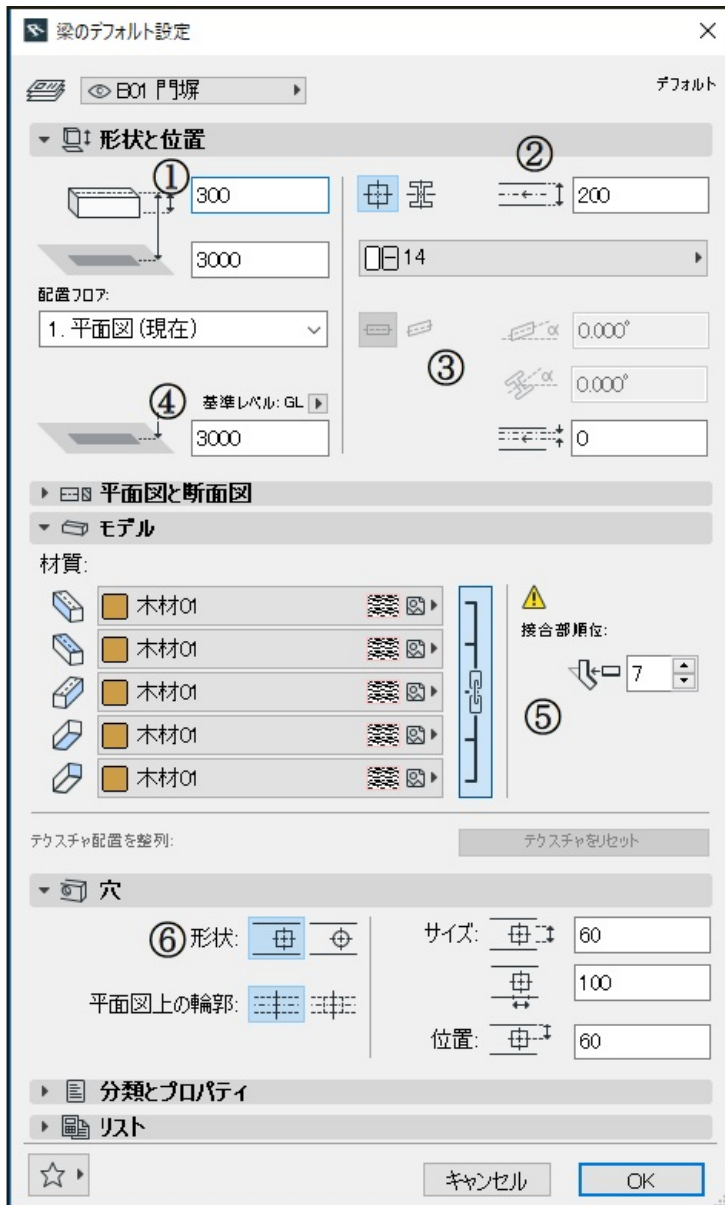 梁のデフォルト設定
B01 門塀
デフォルト
形状と位置
① 300
② 200
3000
14
配置フロア:
1. 平面図 (現在)
③
α 0.000°
α 0.000°
④ 基準レベル: GL
3000
0
平面図と断面図
モデル
材質:
木材01
木材01
木材01
木材01
木材01
接合部順位:
7
⑤
テクスチャ配置を整列:
テクスチャをリセット
穴
⑥ 形状:
サイズ: 60
100
平面図上の輪郭:
位置: 60
分類とプロパティ
リスト
キャンセル
OK